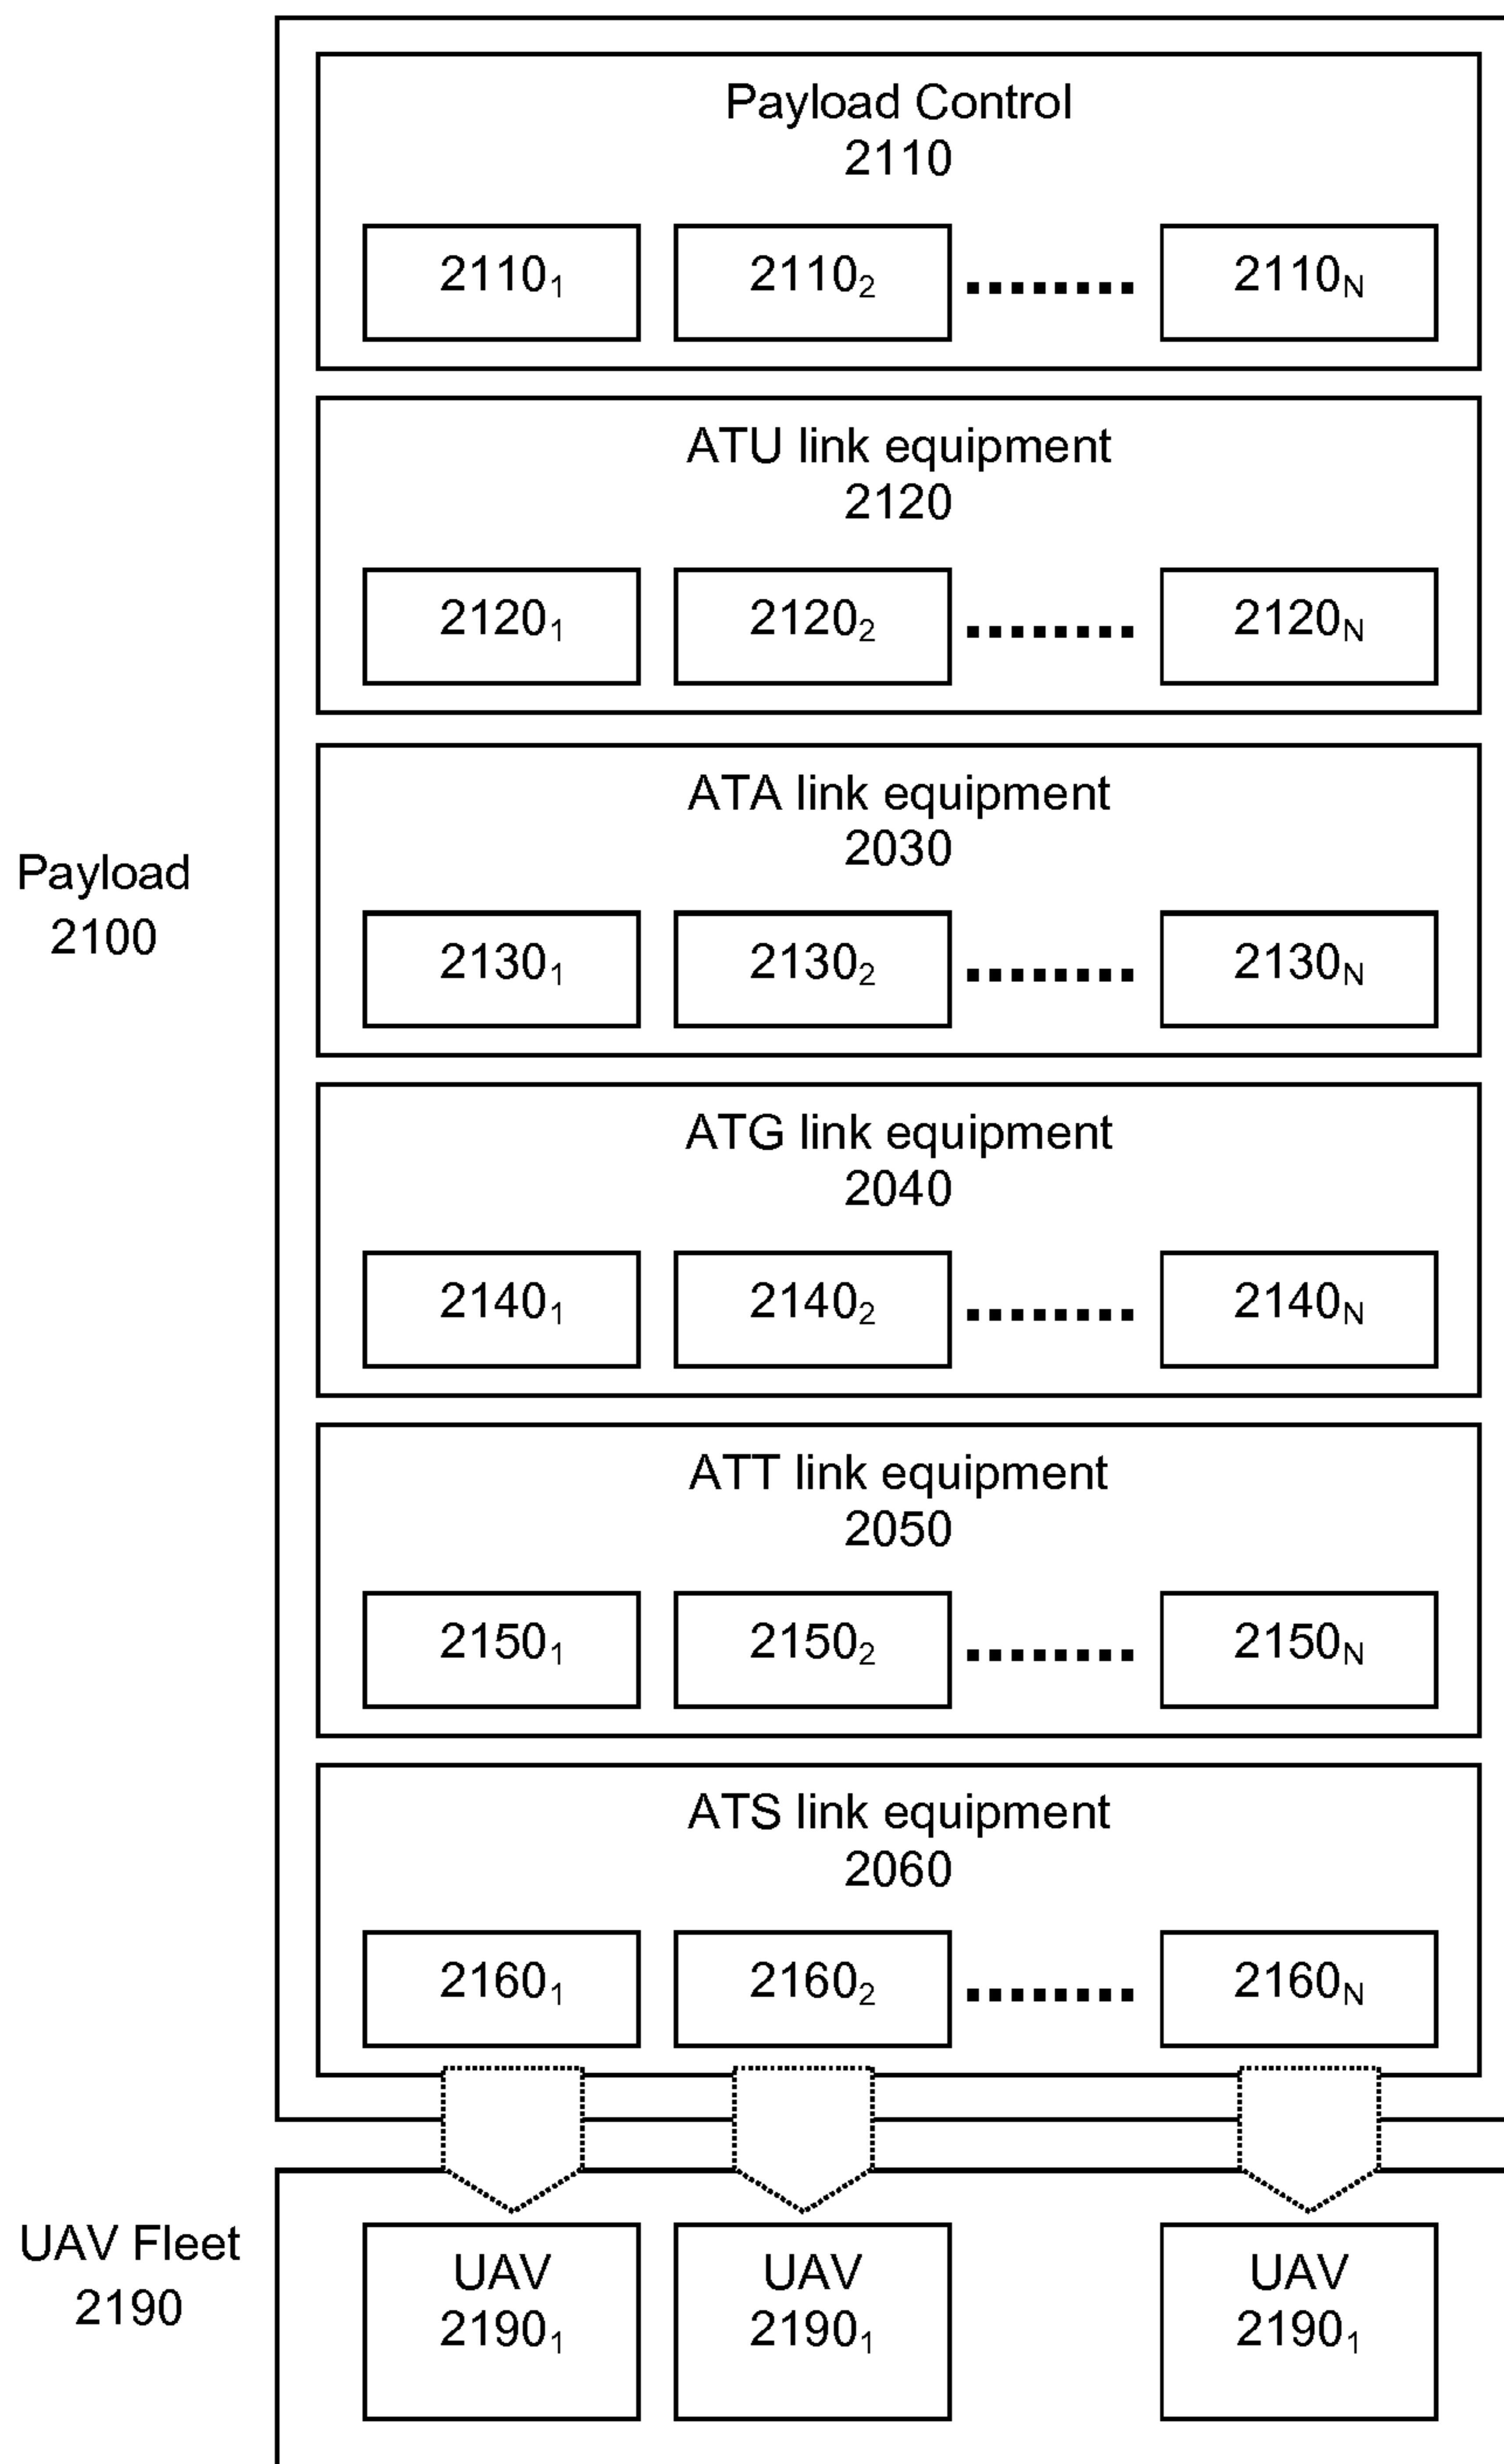 Payload Control
2110
2110₁ 2110₂ ........ 2110N
ATU link equipment
2120
2120₁ 2120₂ ........ 2120N
ATA link equipment
2030
2130₁ 2130₂ ........ 2130N
Payload
2100
ATG link equipment
2040
2140₁ 2140₂ ........ 2140N
ATT link equipment
2050
2150₁ 2150₂ ........ 2150N
ATS link equipment
2060
2160₁ 2160₂ ........ 2160N
UAV Fleet
2190
UAV UAV UAV
2190₁ 2190₁ 2190₁